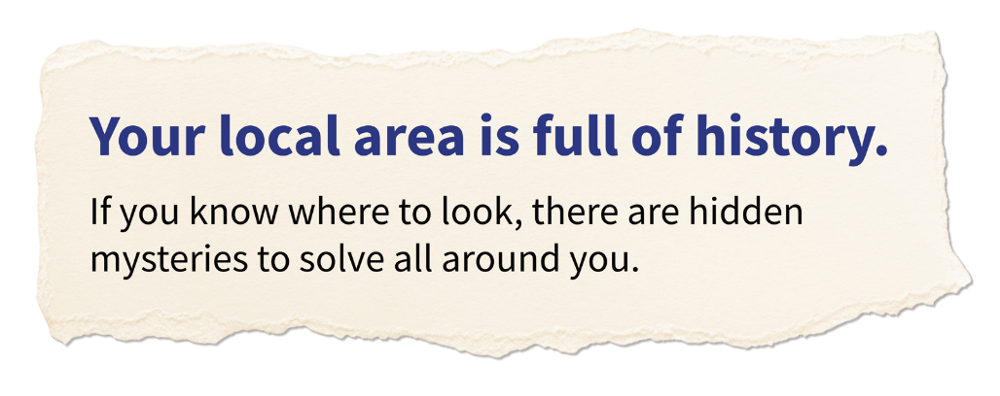 Your local area is full of history.
If you know where to look, there are hidden
mysteries to solve all around you.